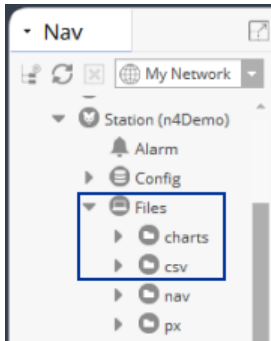 Nav
My Network
Station (n4Demo)
Alarm
Config
Files
charts
csv
nav
px